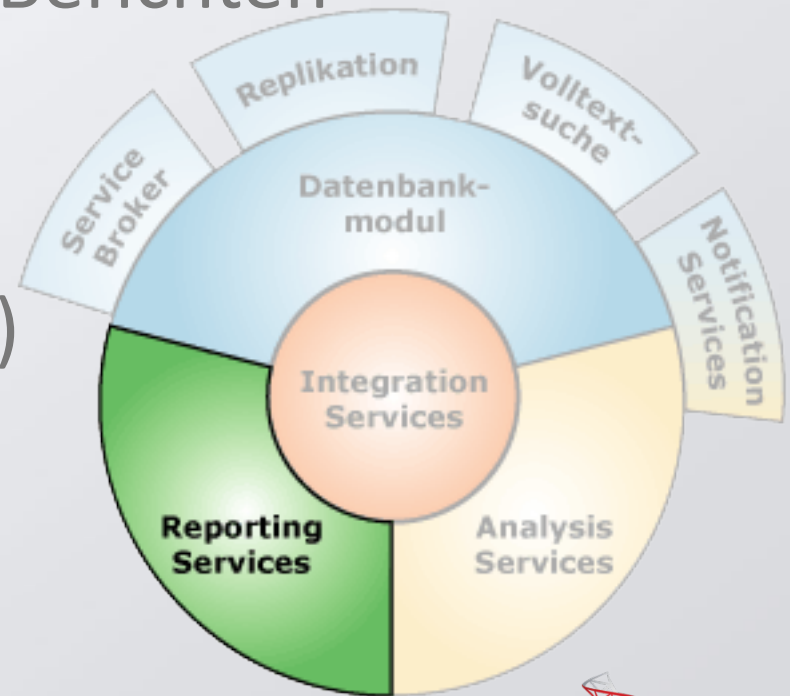 Berichten
Replikation
Volltext-
suche
Service
Broker
Datenbank-
modul
Notification
Services
)
Integration
Services
Reporting
Services
Analysis
Services